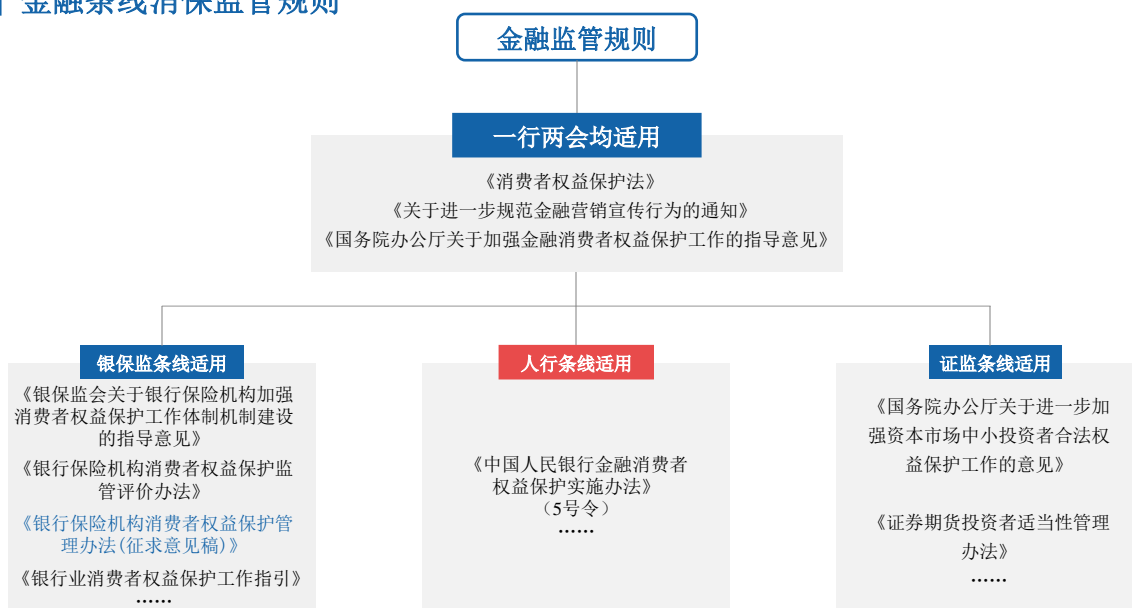 金融条线消保监管规则
金融监管规则
一行两会均适用
《消费者权益保护法》
《关于进一步规范金融营销宣传行为的通知》
《国务院办公厅关于加强金融消费者权益保护工作的指导意见》
银保监条线适用
《银保监会关于银行保险机构加强
消费者权益保护工作体制机制建设
的指导意见》
《银行保险机构消费者权益保护监
管评价办法》
《银行保险机构消费者权益保护管
理办法(征求意见稿)》
《银行业消费者权益保护工作指引》
……
人行条线适用
《中国人民银行金融消费者
权益保护实施办法》
（5号令）
……
证监条线适用
《国务院办公厅关于进一步加
强资本市场中小投资者合法权
益保护工作的意见》
《证券期货投资者适当性管理
办法》
……